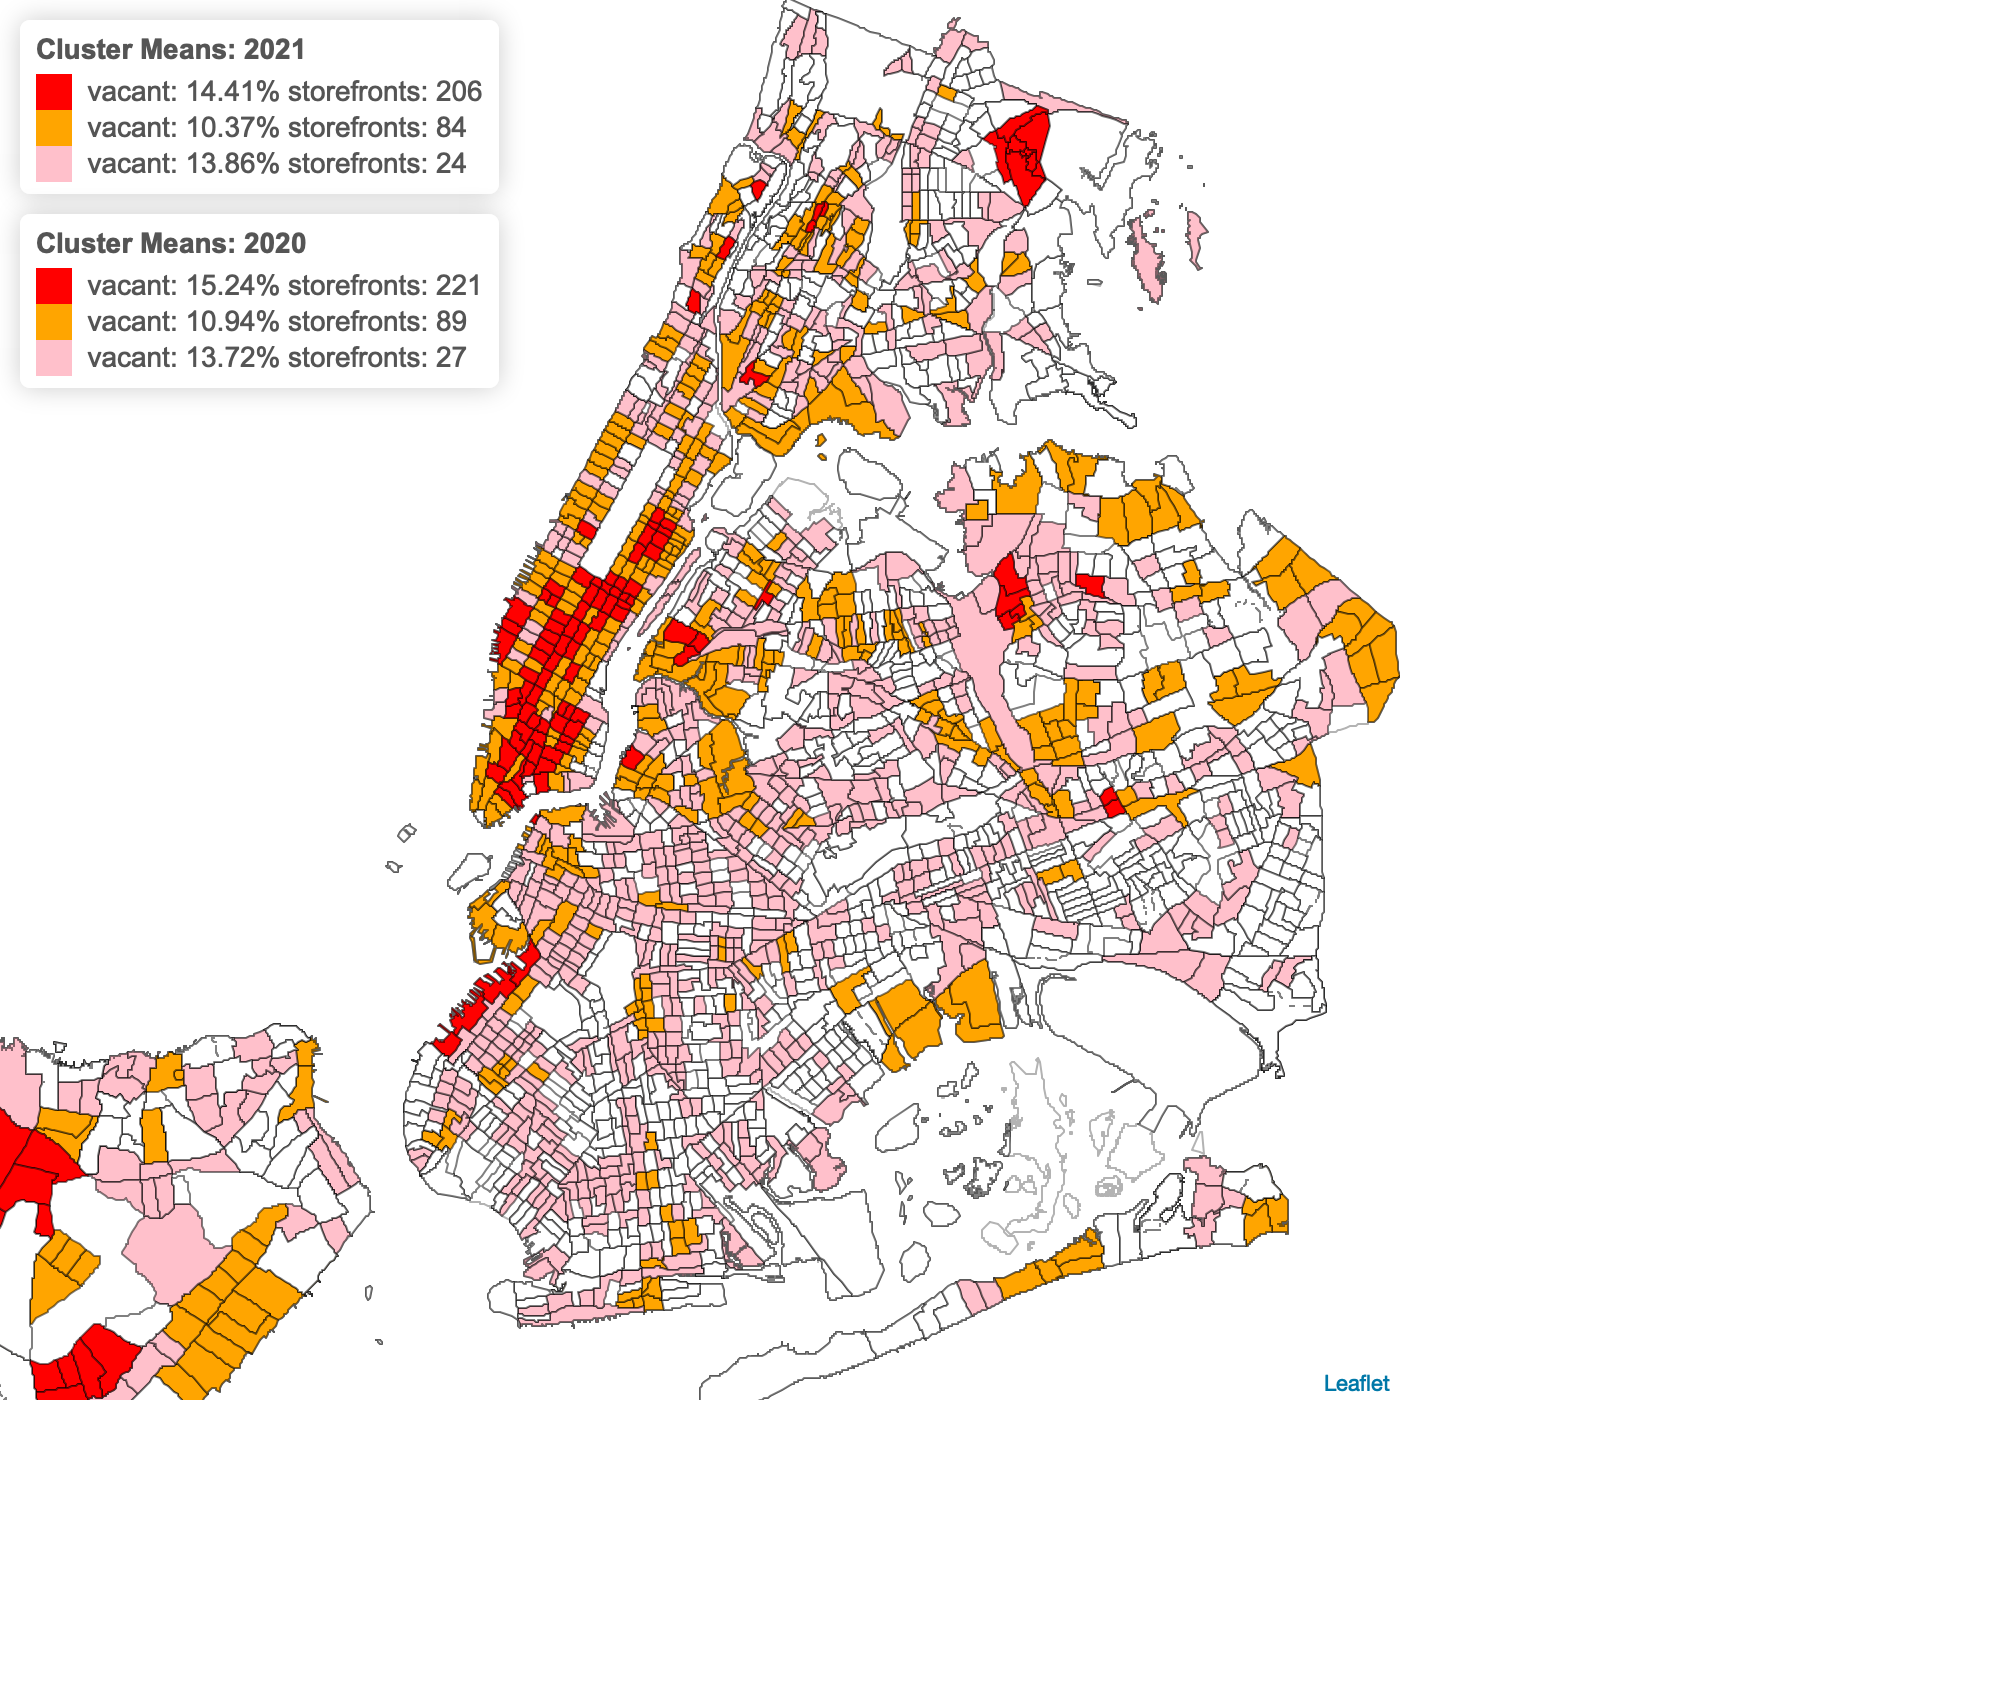 Cluster Means: 2021
vacant: 14.41% storefronts: 206
vacant: 10.37% storefronts: 84
vacant: 13.86% storefronts: 24
Cluster Means: 2020
vacant: 15.24% storefronts: 221
vacant: 10.94% storefronts: 89
vacant: 13.72% storefronts: 27
Leaflet